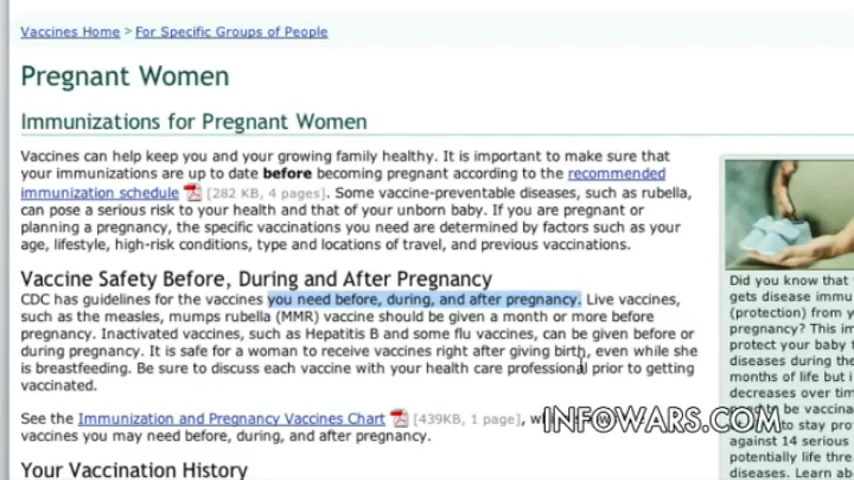 Vaccines Home > For Specific Groups of People
Pregnant Women
Immunizations for Pregnant Women
Vaccines can help keep you and your growing family healthy. It is important to make sure that
your immunizations are up to date before becoming pregnant according to the recommended
immunization schedule [282 KB, 4 pages]. Some vaccine-preventable diseases, such as rubella,
can pose a serious risk to your health and that of your unborn baby. If you are pregnant or
planning a pregnancy, the specific vaccinations you need are determined by factors such as your
age, lifestyle, high-risk conditions, type and locations of travel, and previous vaccinations.
Vaccine Safety Before, During and After Pregnancy
CDC has guidelines for the vaccines you need before, during, and after pregnancy. Live vaccines,
such as the measles, mumps rubella (MMR) vaccine should be given a month or more before
pregnancy. Inactivated vaccines, such as Hepatitis B and some flu vaccines, can be given before or
during pregnancy. It is safe for a woman to receive vaccines right after giving birth, even while she
is breastfeeding. Be sure to discuss each vaccine with your health care professional prior to getting
vaccinated.
See the Immunization and Pregnancy Vaccines Chart [439KB, 1 page],
vaccines you may need before, during, and after pregnancy.
Your Vaccination History
Did you know that
gets disease immu
(protection) from y
pregnancy? This im
protect your baby
diseases during the
months of life but i
decreases over tim
be vaccina
to stay pro
against 14 serious
potentially life thre
diseases. Learn ab
INFOWARS.COM